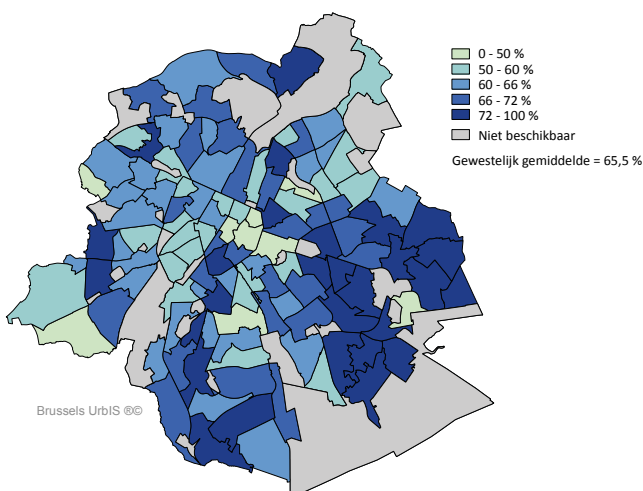 0 - 50 %
50 - 60 %
60 - 66 %
66 - 72 %
72 - 100 %
Niet beschikbaar
Gewestelijk gemiddelde = 65,5 %
Brussels UrbIS ®©